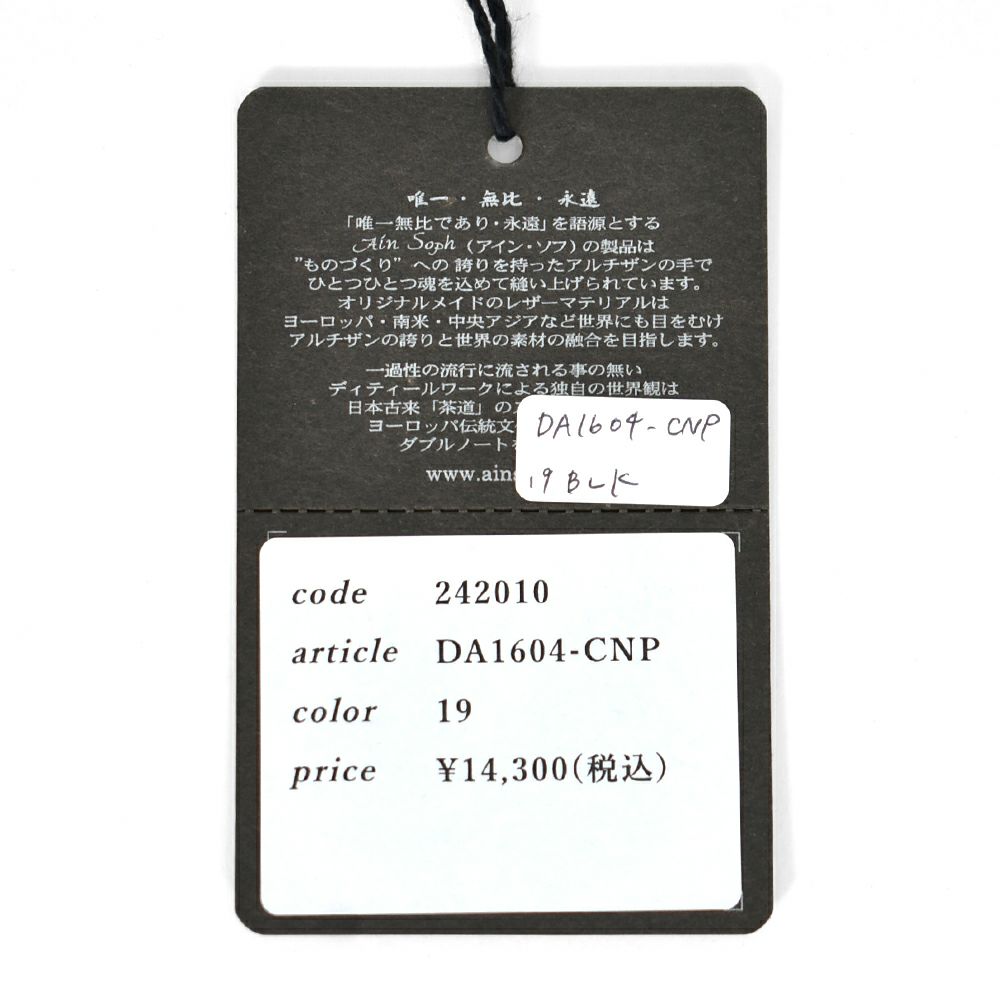 唯一・無比・永遠
「唯一無比であり・永遠」を語源とする
Ain Soph (アイン・ソフ) の製品は
"ものづくり" への 誇りを持ったアルチザンの手で
ひとつひとつ魂を込めて縫い上げられています。
オリジナルメイドのレザーマテリアルは
ヨーロッパ・南米・中央アジアなど世界にも目をむけ
アルチザンの誇りと世界の素材の融合を目指します。
一過性の流行に流される事の無い
ディティールワークによる独自の世界観は
日本古来「茶道」の
ヨーロッパ伝統文
ダブルノート
www.ains
DA1604-CNP
19 BLK
code 242010
article DA1604-CNP
color 19
price ¥14,300(税込)